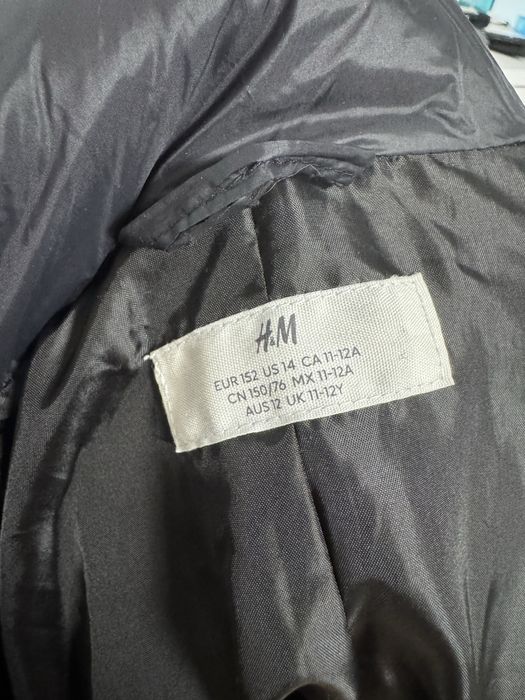 H&M
EUR 152 US 14 CA 11-12A
CN 150/76 MX 11-12A
AUS 12 UK 11-12Y